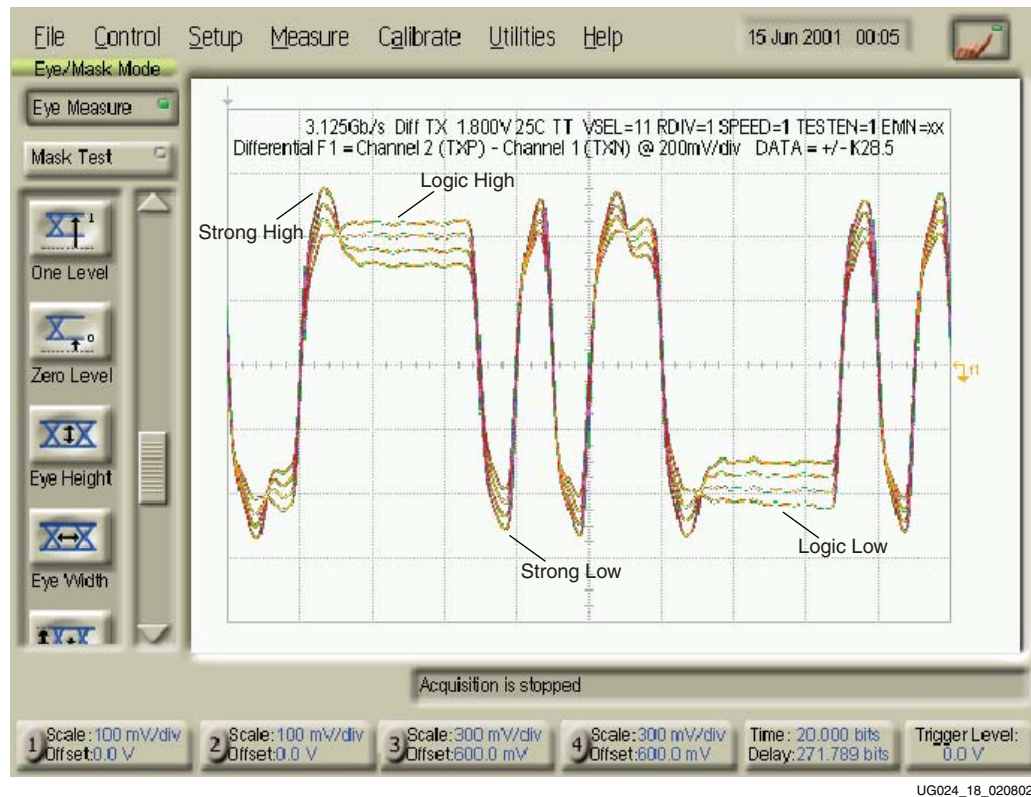 File Control Setup Measure Calibrate Utilities Help 15 Jun 2001 00:05
Eye/Mask Mode
Eye Measure
Mask Test
One Level
Zero Level
Eye Height
Eye Width
3.125Gb/s Diff TX 1.800V 25C TT VSEL=11 RDIV=1 SPEED=1 TESTEN=1 EMN=xx
Differential F1 = Channel 2 (TXP) - Channel 1 (TXN) @ 200mV/div DATA = +/- K28.5
Logic High
Strong High
Logic Low
Strong Low
f1
Acquisition is stopped
1 Scale:100 mV/div
Offset:0.0 V
2 Scale:100 mV/div
Offset:0.0 V
3 Scale:300 mV/div
Offset:600.0 mV
4 Scale:300 mV/div
Offset:600.0 mV
Time: 20.000 bits
Delay:271.789 bits
Trigger Level:
0.0 V
UG024_18_020802